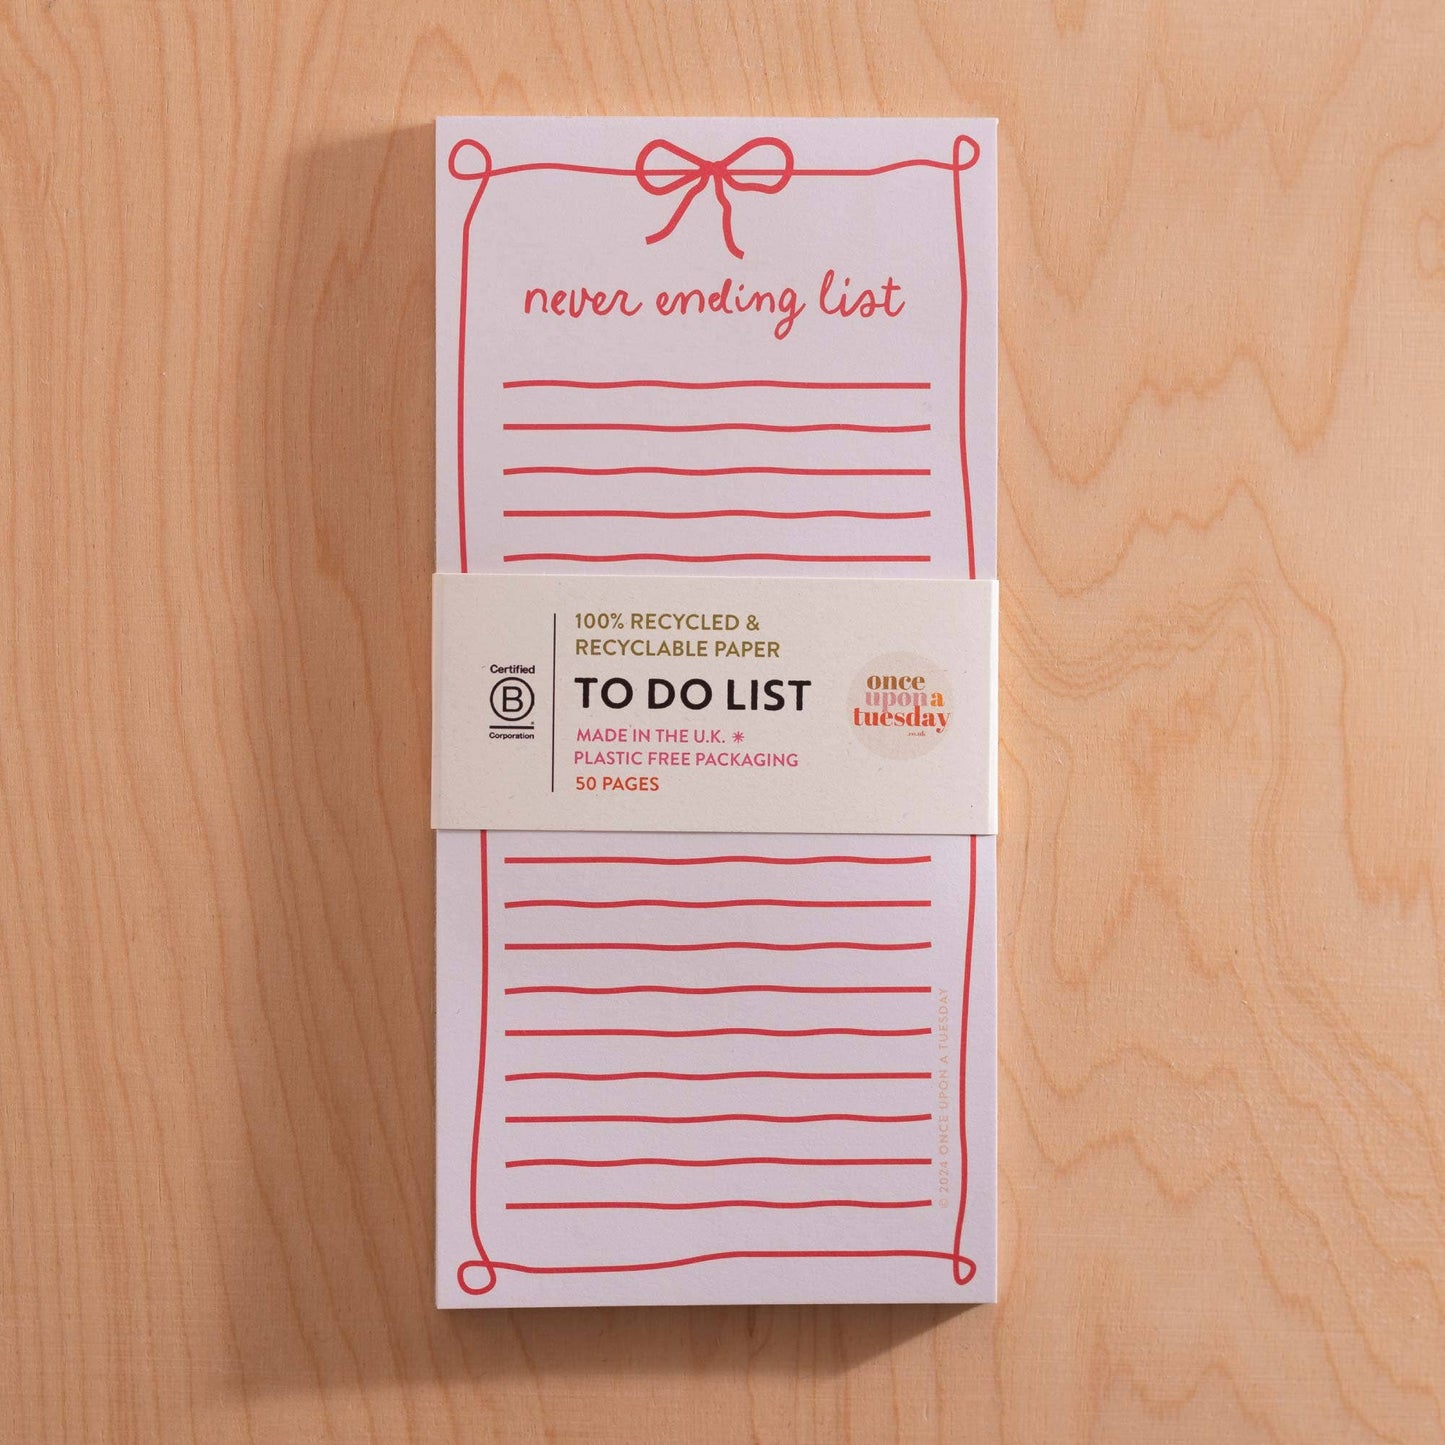 never ending list
Certified
B
Corporation
100% RECYCLED &
RECYCLABLE PAPER
TO DO LIST
MADE IN THE U.K. *
PLASTIC FREE PACKAGING
50 PAGES
once
upon a
tuesday
.co.uk
© 2024 ONCE UPON A TUESDAY